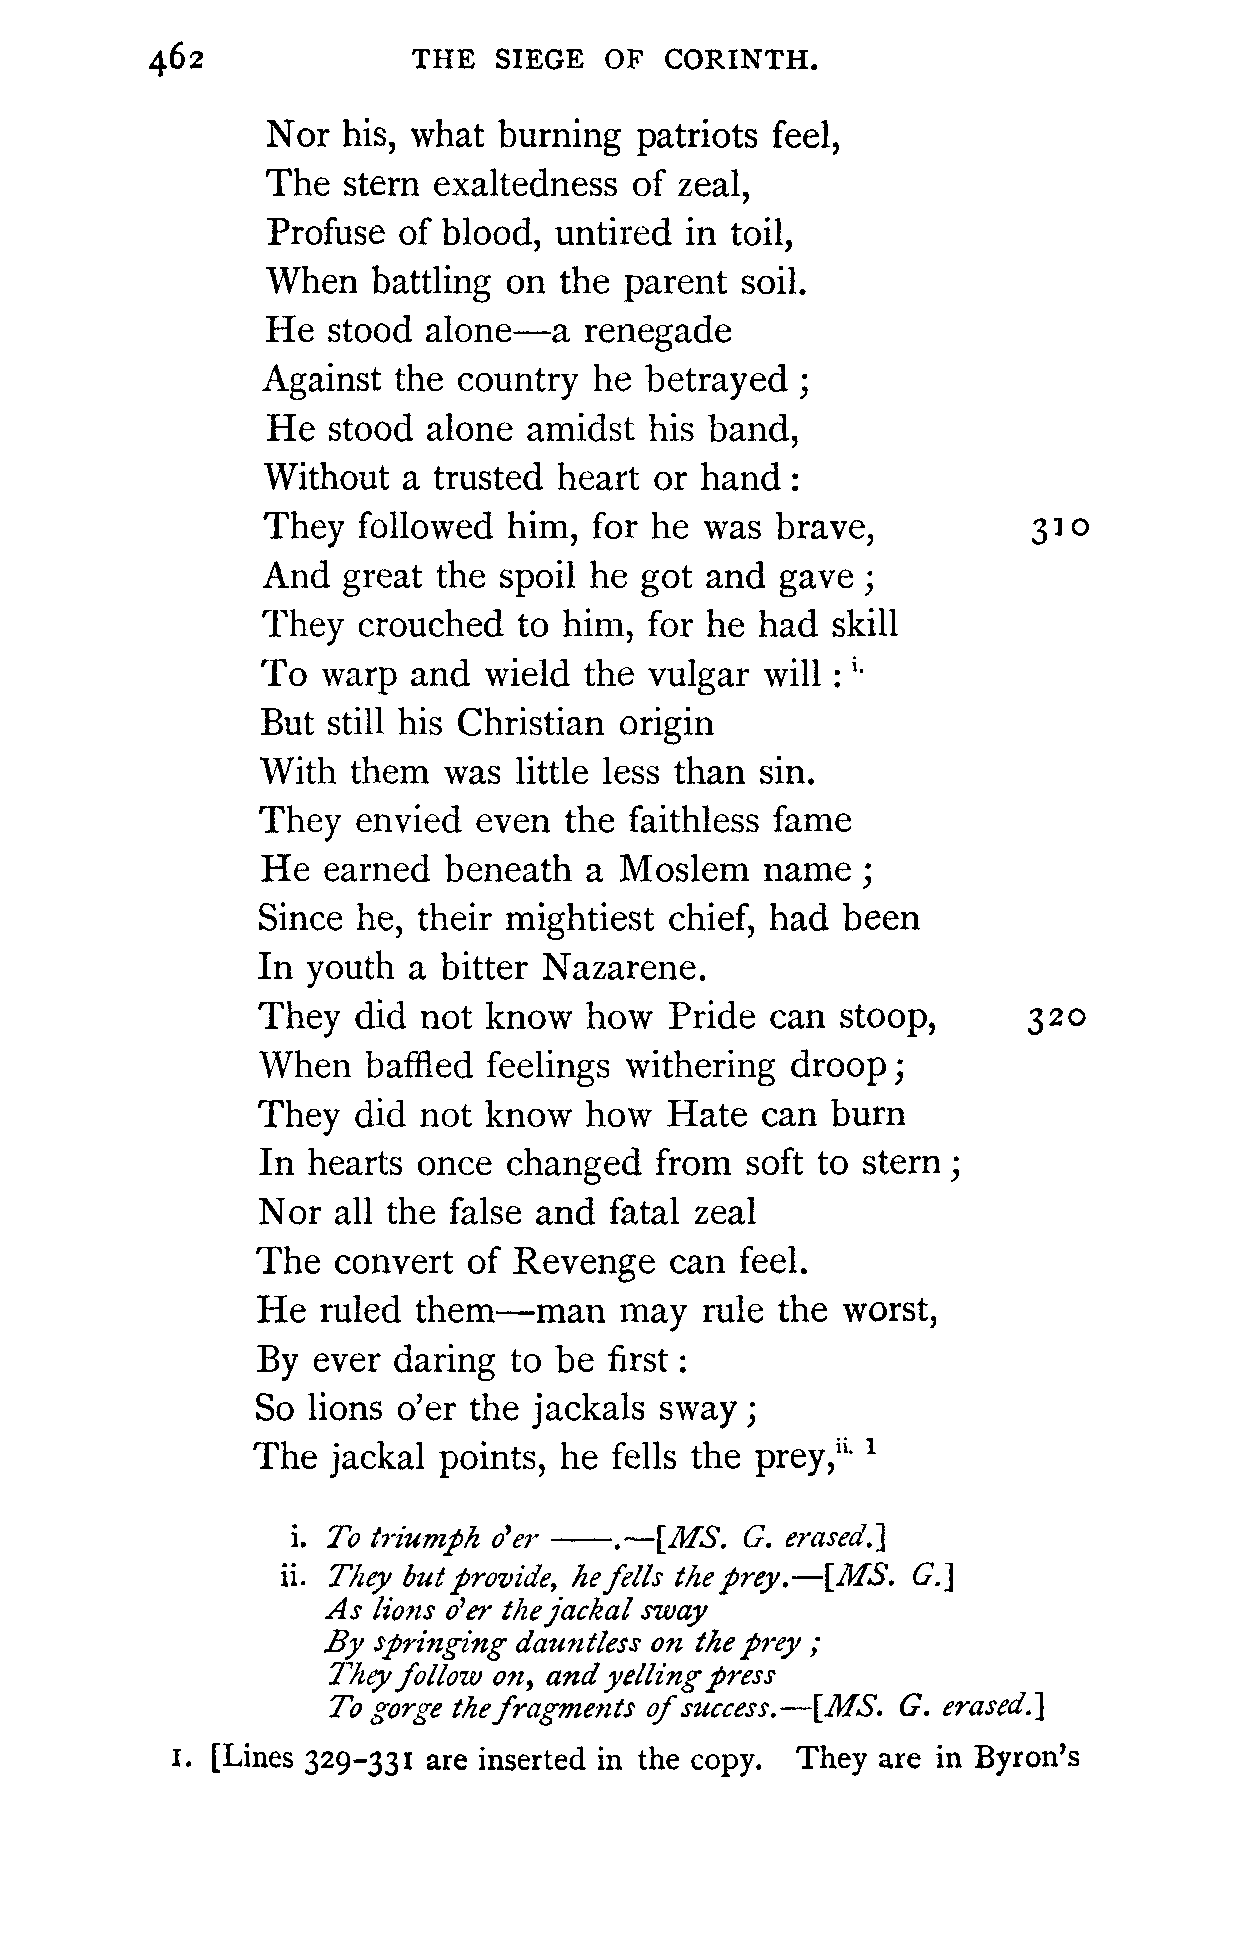 462 THE SIEGE OF CORINTH.
Nor his, what burning patriots feel,
The stern exaltedness of zeal,
Profuse of blood, untired in toil,
When battling on the parent soil.
He stood alone—a renegade
Against the country he betrayed ;
He stood alone amidst his band,
Without a trusted heart or hand :
They followed him, for he was brave, 310
And great the spoil he got and gave ;
They crouched to him, for he had skill
To warp and wield the vulgar will : i.
But still his Christian origin
With them was little less than sin.
They envied even the faithless fame
He earned beneath a Moslem name ;
Since he, their mightiest chief, had been
In youth a bitter Nazarene.
They did not know how Pride can stoop, 320
When baffled feelings withering droop ;
They did not know how Hate can burn
In hearts once changed from soft to stern ;
Nor all the false and fatal zeal
The convert of Revenge can feel.
He ruled them—man may rule the worst,
By ever daring to be first :
So lions o'er the jackals sway ;
The jackal points, he fells the prey,ii. 1
i. To triumph o'er ——.—[MS. G. erased.]
ii. They but provide, he fells the prey.—[MS. G.]
As lions o'er the jackal sway
By springing dauntless on the prey ;
They follow on, and yelling press
To gorge the fragments of success.—[MS. G. erased.]
1. [Lines 329-331 are inserted in the copy. They are in Byron's